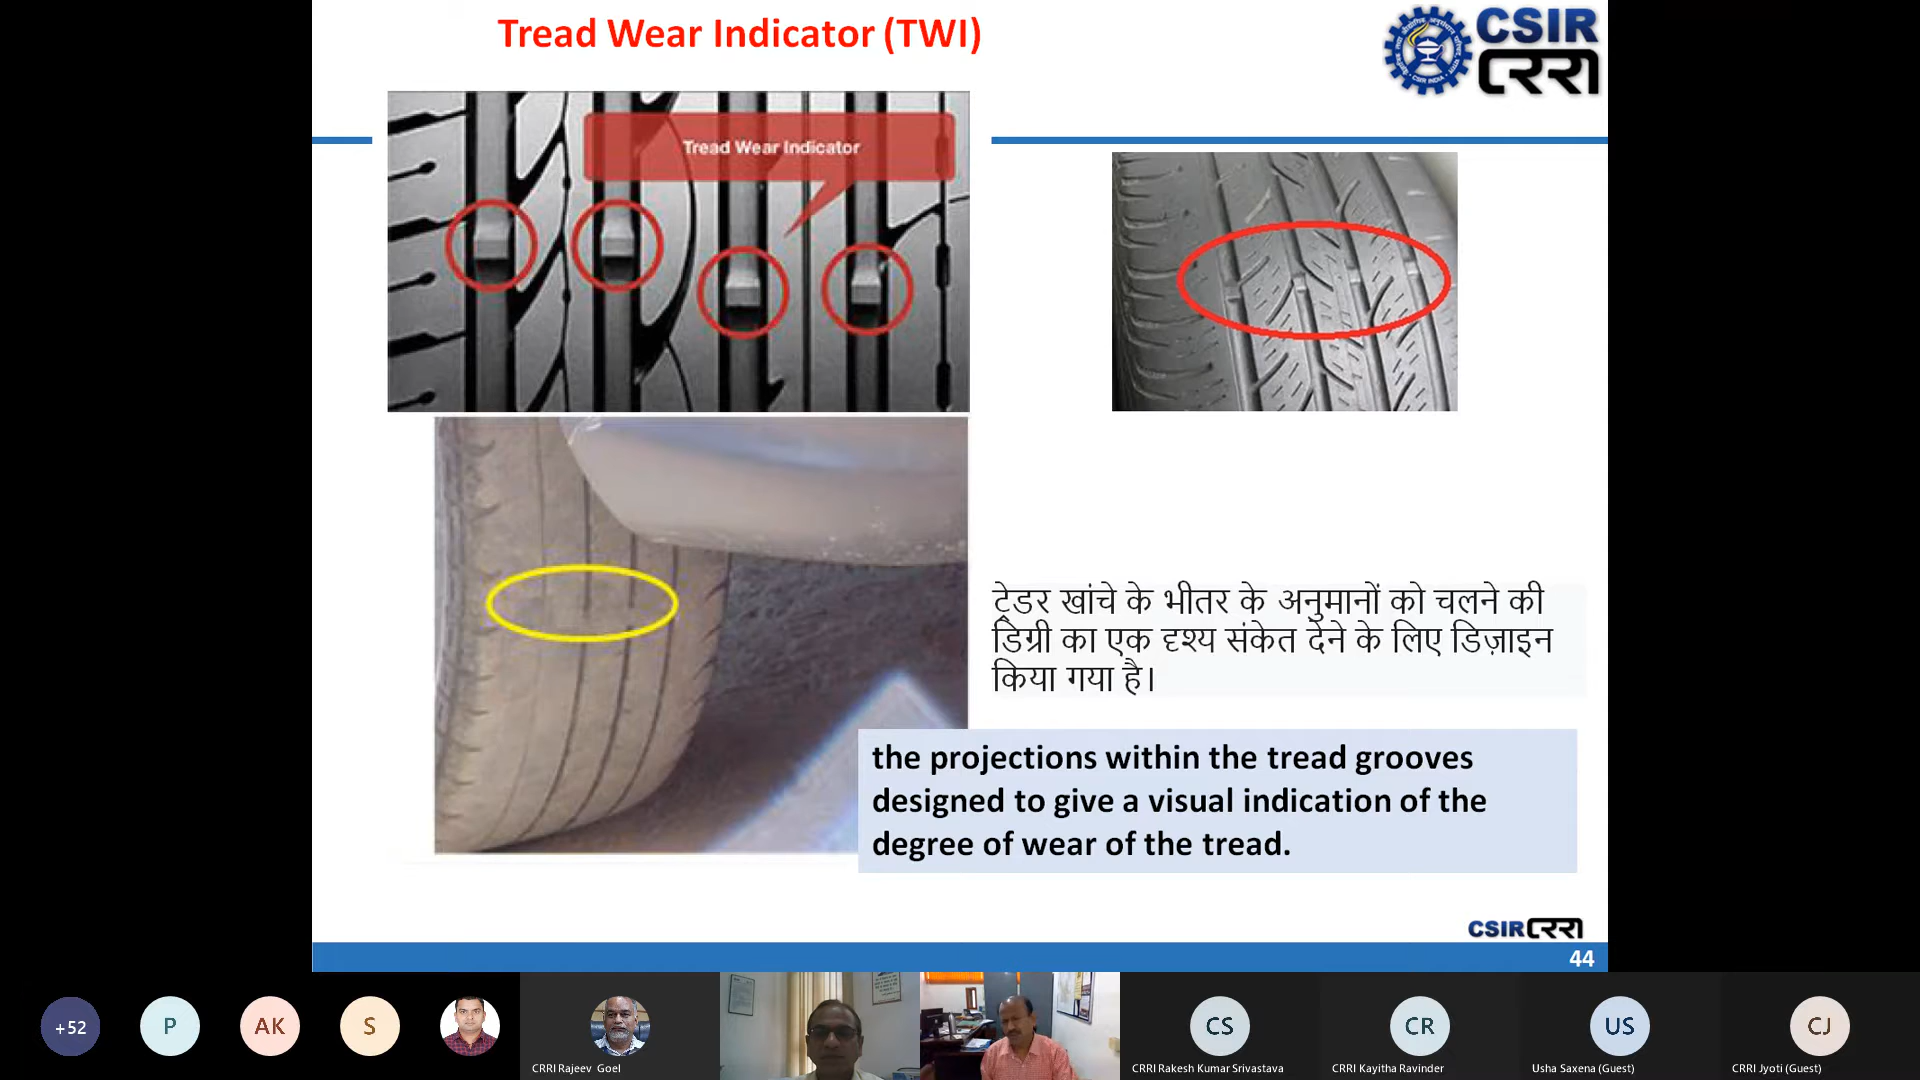 Tread Wear Indicator (TWI)
CSIR
CRRI
Tread Wear Indicator
ट्रेडर खांचे के भीतर के अनुमानों को चलने की
डिग्री का एक दृश्य संकेत देने के लिए डिज़ाइन
किया गया है।
the projections within the tread grooves
designed to give a visual indication of the
degree of wear of the tread.
CSIR CRRI
44
+52
P
AK
S
CS
CR
US
CJ
CRRI Rajeev Goel
CRRI Rakesh Kumar Srivastava
CRRI Kayitha Ravinder
Usha Saxena (Guest)
CRRI Jyoti (Guest)